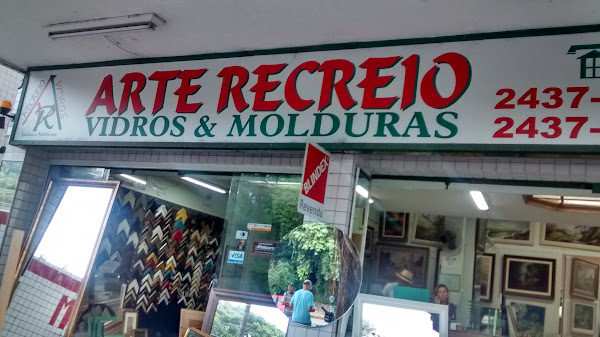 ARTE RECREIO
VIDROS & MOLDURAS
2437-
2437-
R
BLINDEX
Revenda
VISA